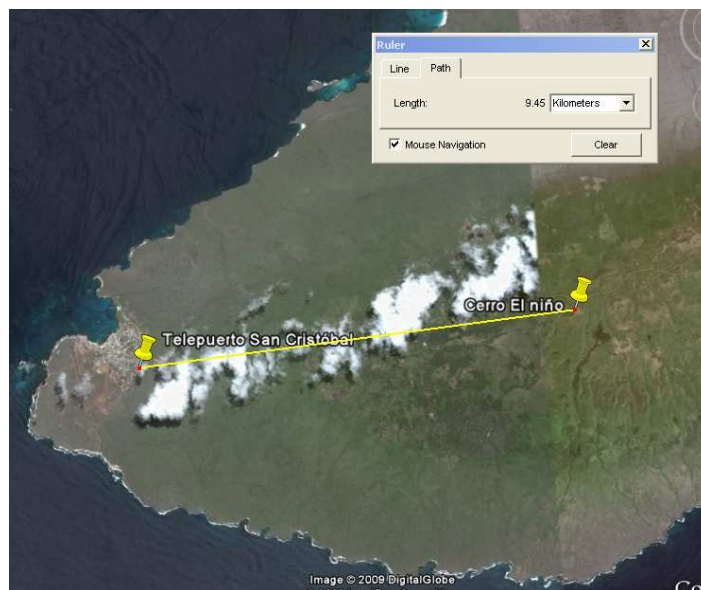 Ruler
Line Path
Length: 9.45 Kilometers
Mouse Navigation Clear
Cerro El niño
Telepuerto San Cristóbal
Image © 2009 DigitalGlobe